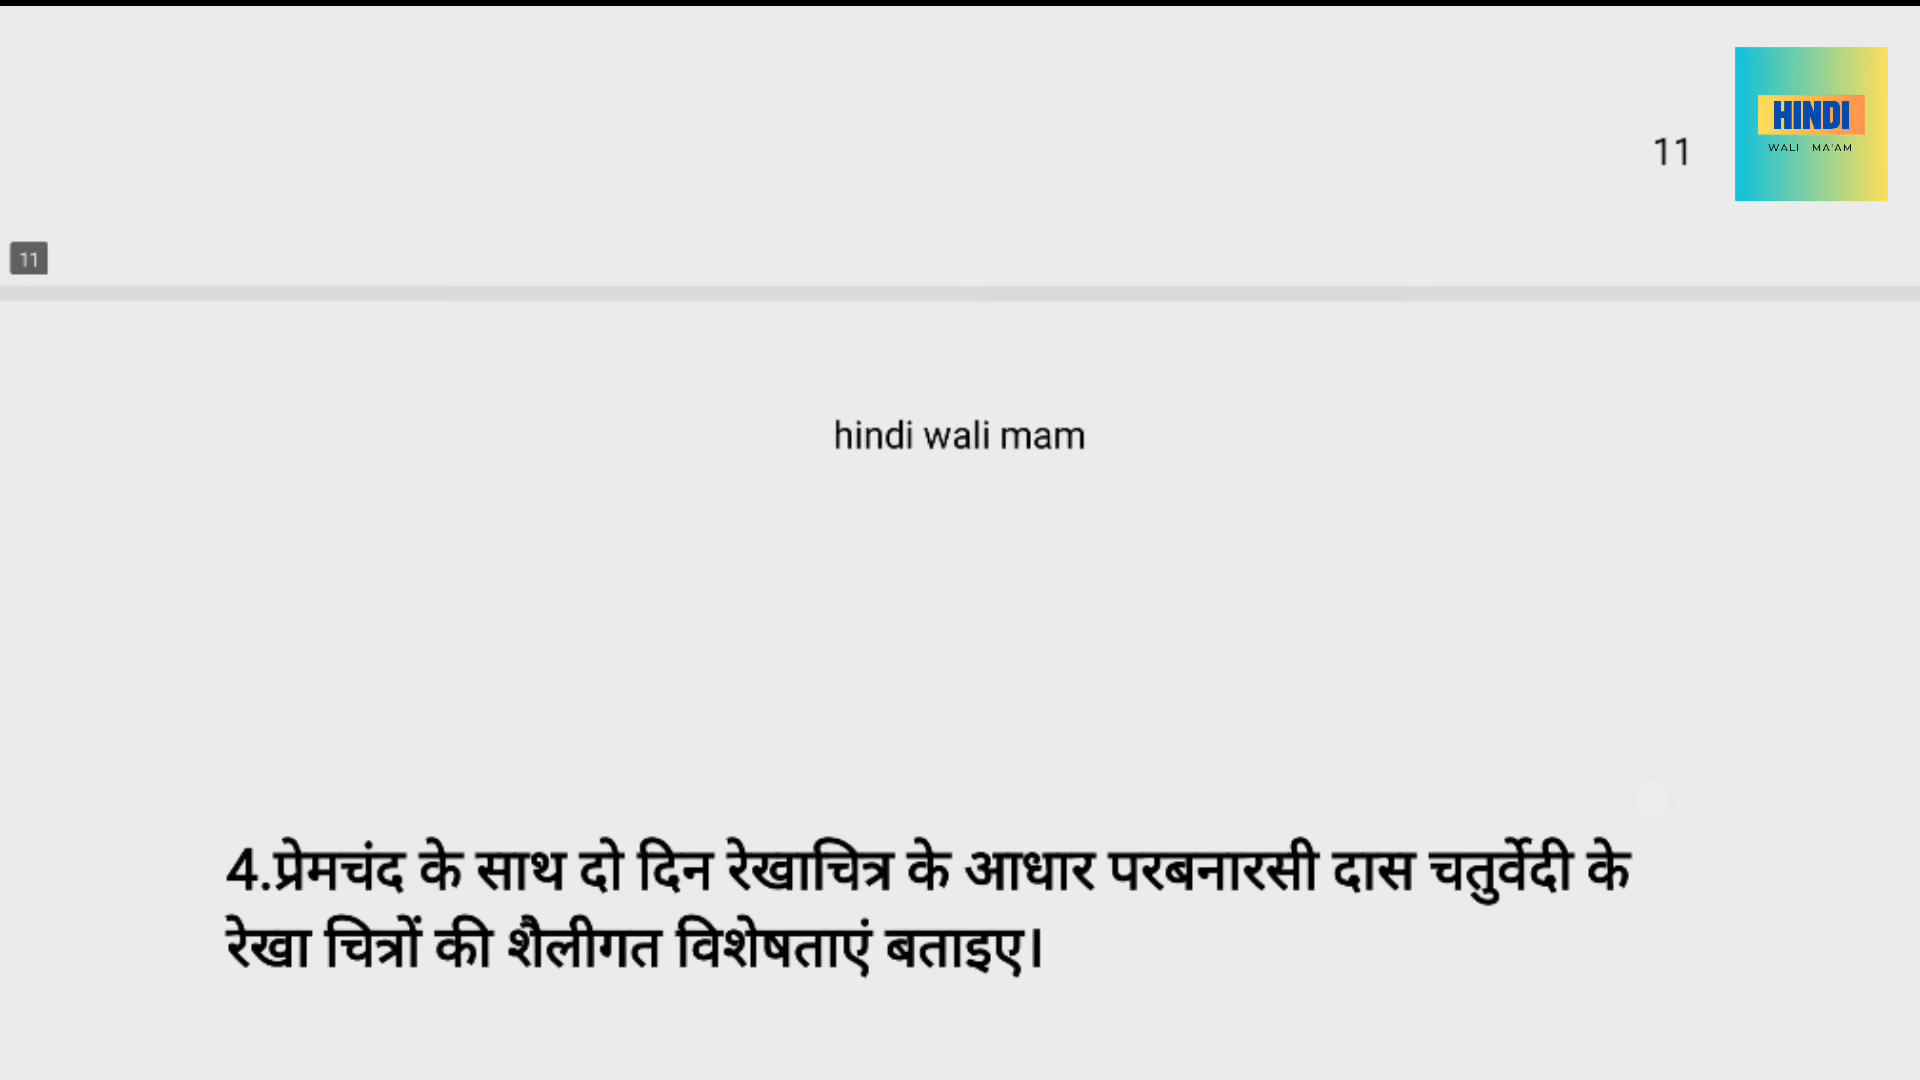 11
HINDI
WALI MA'AM
11
hindi wali mam
4.प्रेमचंद के साथ दो दिन रेखाचित्र के आधार परबनारसी दास चतुर्वेदी के
रेखा चित्रों की शैलीगत विशेषताएं बताइए।